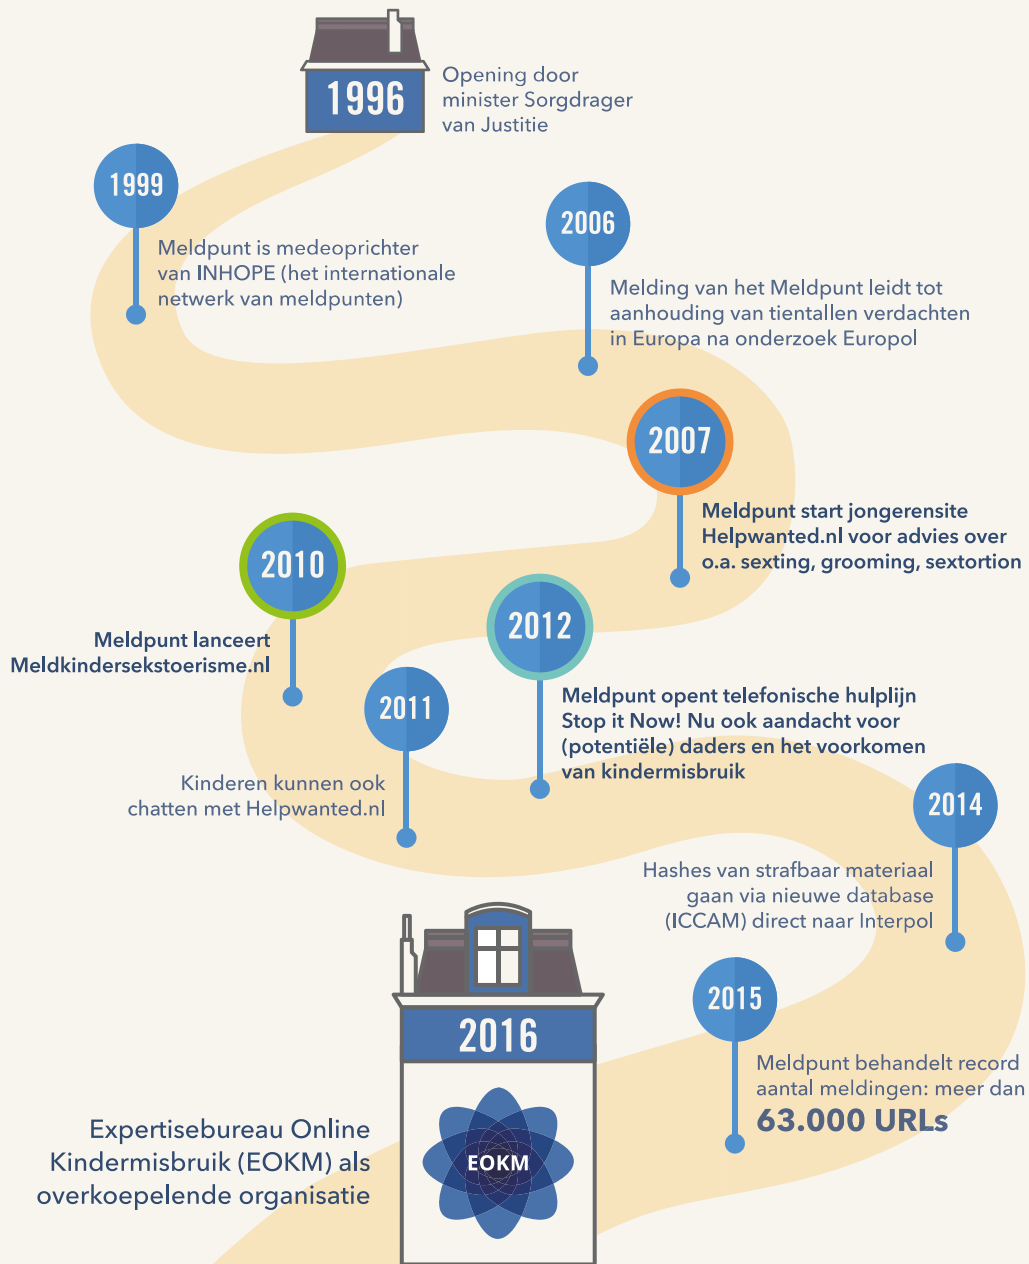 1996
Opening door
minister Sorgdrager
van Justitie
1999
Meldpunt is medeoprichter
van INHOPE (het internationale
netwerk van meldpunten)
2006
Melding van het Meldpunt leidt tot
aanhouding van tientallen verdachten
in Europa na onderzoek Europol
2007
Meldpunt start jongerensite
Helpwanted.nl voor advies over
o.a. sexting, grooming, sextortion
2010
Meldpunt lanceert
Meldkindersekstoerisme.nl
2011
Kinderen kunnen ook
chatten met Helpwanted.nl
2012
Meldpunt opent telefonische hulplijn
Stop it Now! Nu ook aandacht voor
(potentiële) daders en het voorkomen
van kindermisbruik
2014
Hashes van strafbaar materiaal
gaan via nieuwe database
(ICCAM) direct naar Interpol
2015
Meldpunt behandelt record
aantal meldingen: meer dan
63.000 URLs
2016
EOKM
Expertisebureau Online
Kindermisbruik (EOKM) als
overkoepelende organisatie